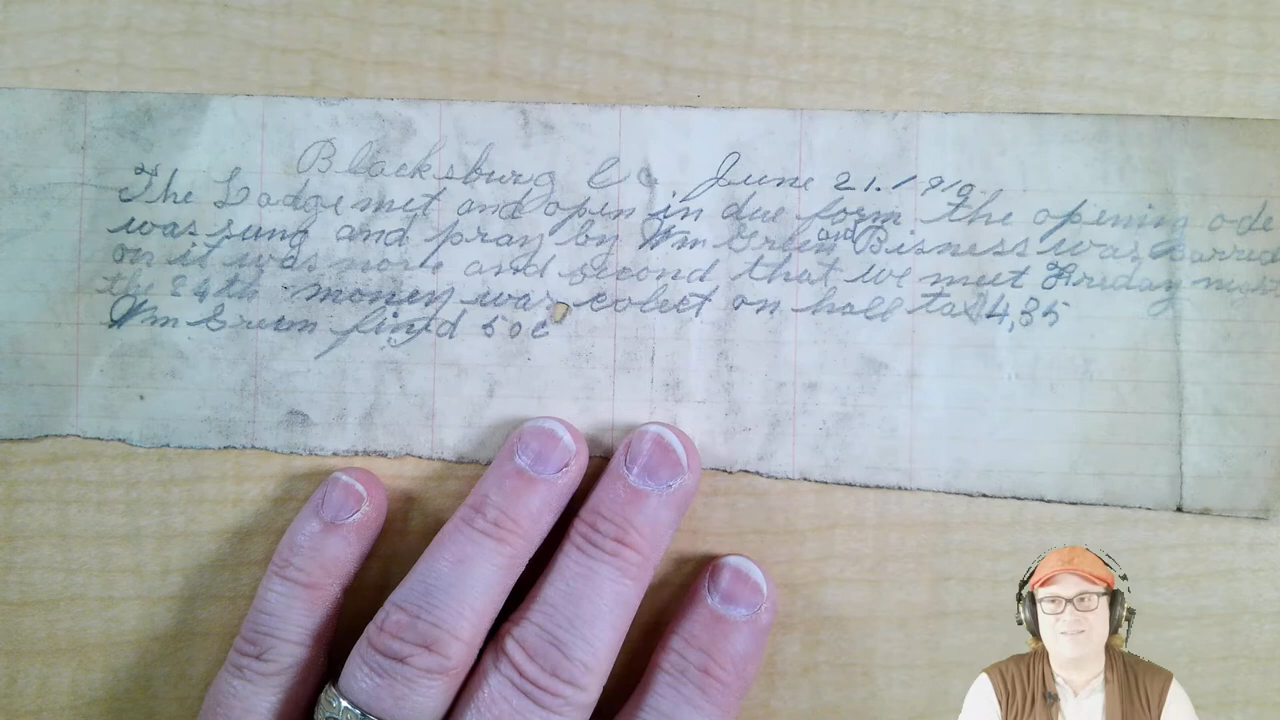 Blacksburg June 21. 1919
The Lodge met and open in due form the opening ode
was sung and pray by Wm Green and Bisness was carried
on it was move and second that we meet Friday night
the 24th money was colect on hall tax 4,35
Wm Green fined 50c